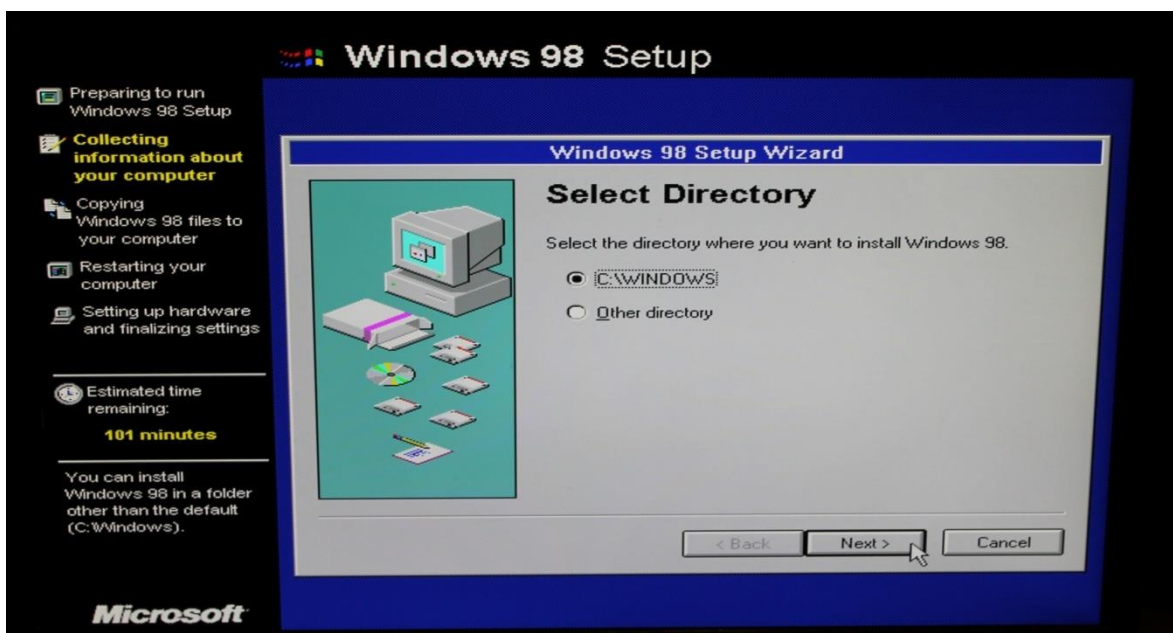 Windows 98 Setup
Preparing to run
Windows 98 Setup
Collecting
information about
your computer
Copying
Windows 98 files to
your computer
Restarting your
computer
Setting up hardware
and finalizing settings
Estimated time
remaining:
101 minutes
You can install
Windows 98 in a folder
other than the default
(C:\Windows).
Microsoft
Windows 98 Setup Wizard
Select Directory
Select the directory where you want to install Windows 98.
C:\WINDOWS
Other directory
< Back Next > Cancel